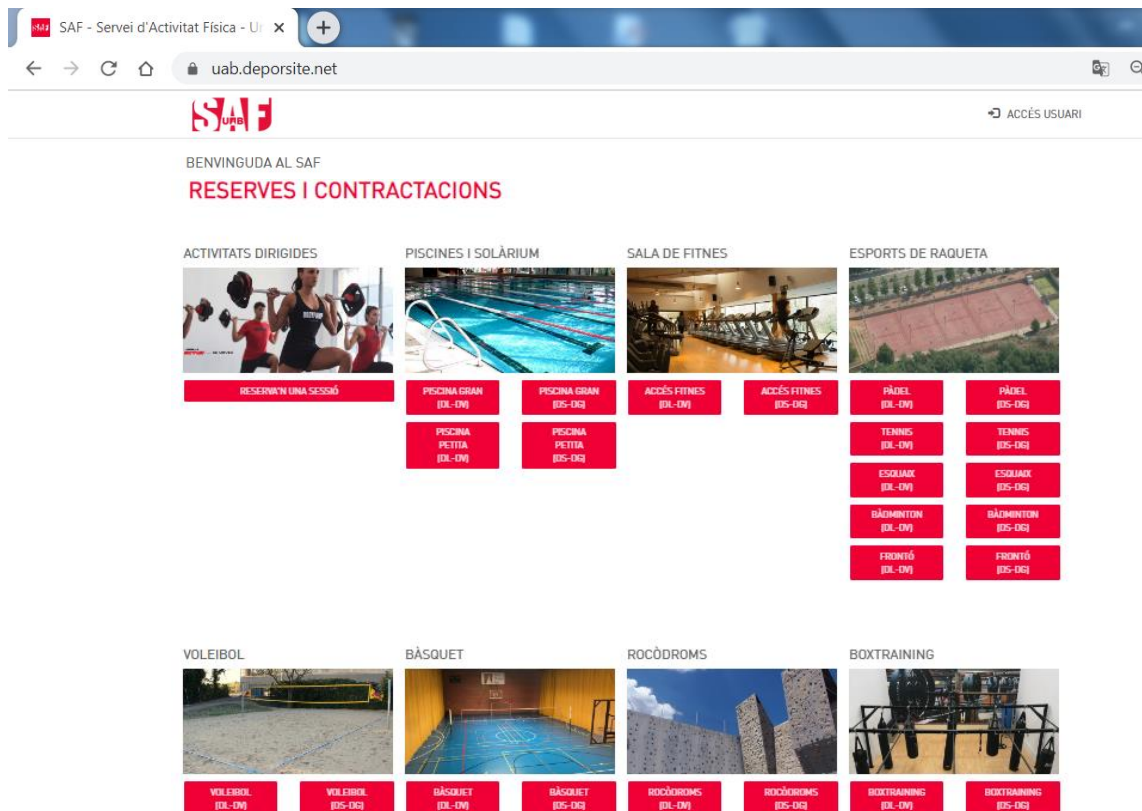 SAF - Servei d'Activitat Física - Un
uab.deporsite.net
SAF UAB
ACCÉS USUARI
BENVINGUDA AL SAF
RESERVES I CONTRACTACIONS
ACTIVITATS DIRIGIDES
RESERVA'N UNA SESSIÓ
PISCINES I SOLÀRIUM
PISCINA GRAN
(DL-DV)
PISCINA GRAN
(DS-DG)
PISCINA
PETITA
(DL-DV)
PISCINA
PETITA
(DS-DG)
SALA DE FITNES
ACCÉS FITNES
(DL-DV)
ACCÉS FITNES
(DS-DG)
ESPORTS DE RAQUETA
PÀDEL
(DL-DV)
PÀDEL
(DS-DG)
TENNIS
(DL-DV)
TENNIS
(DS-DG)
ESQUAIX
(DL-DV)
ESQUAIX
(DS-DG)
BÀDMINTON
(DL-DV)
BÀDMINTON
(DS-DG)
FRONTÓ
(DL-DV)
FRONTÓ
(DS-DG)
VOLEIBOL
VOLEIBOL
(DL-DV)
VOLEIBOL
(DS-DG)
BÀSQUET
BÀSQUET
(DL-DV)
BÀSQUET
(DS-DG)
ROCÒDROMS
ROCÒDROMS
(DL-DV)
ROCÒDROMS
(DS-DG)
BOXTRAINING
BOXTRAINING
(DL-DV)
BOXTRAINING
(DS-DG)